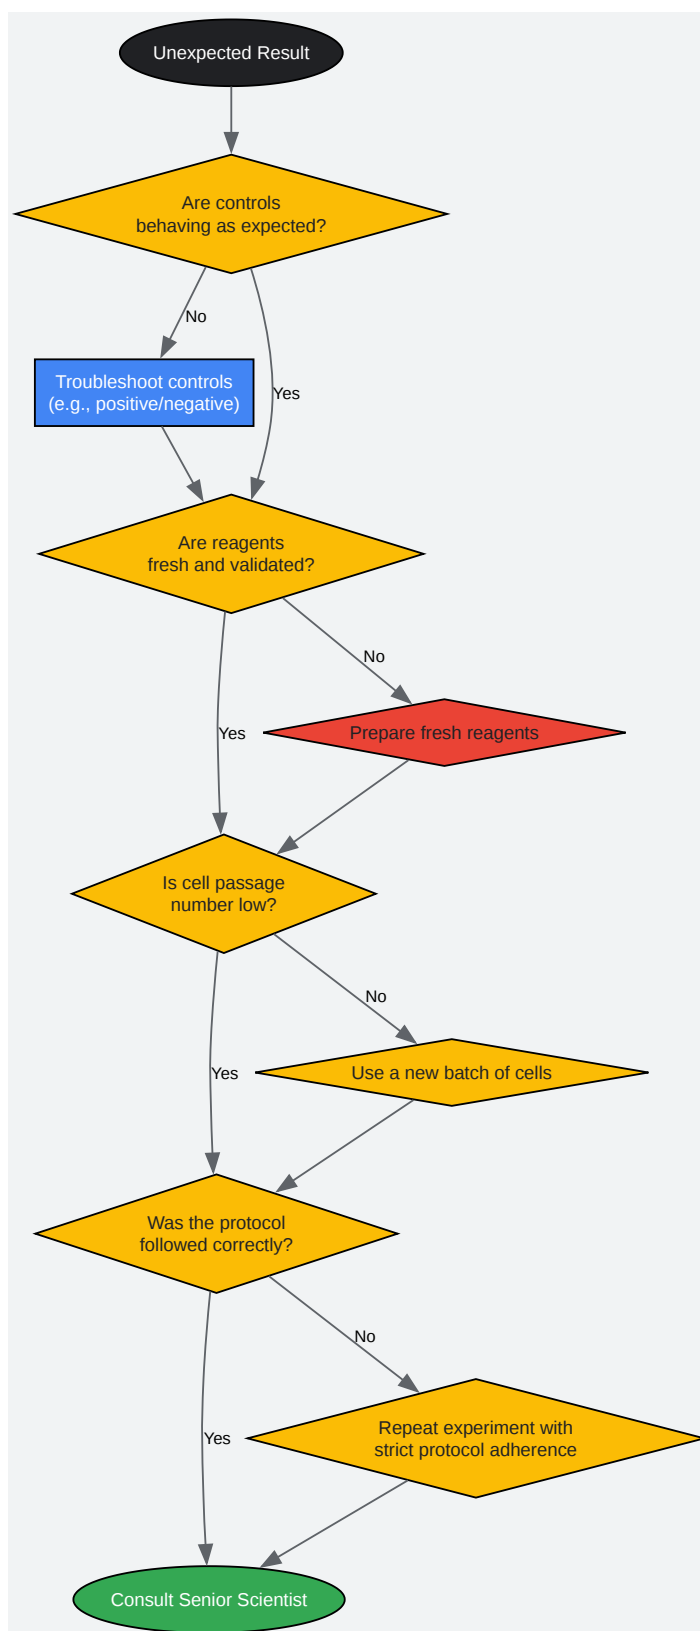 Unexpected Result
Are controls
behaving as expected?
No
Troubleshoot controls
(e.g., positive/negative)
Yes
Are reagents
fresh and validated?
No
Yes
Prepare fresh reagents
Is cell passage
number low?
No
Yes
Use a new batch of cells
Was the protocol
followed correctly?
No
Yes
Repeat experiment with
strict protocol adherence
Consult Senior Scientist